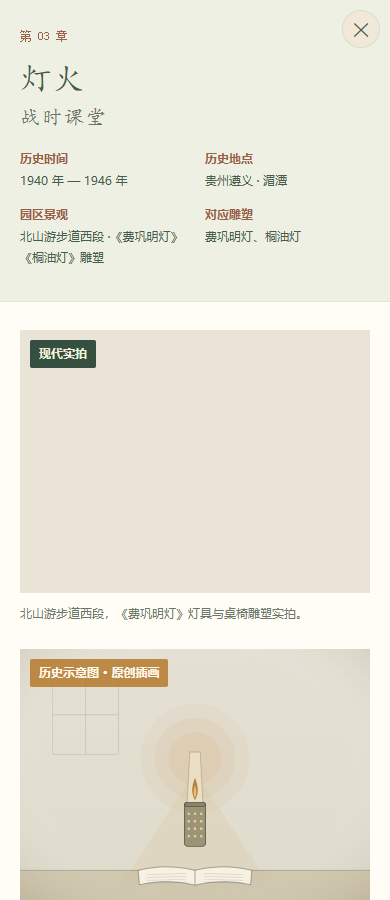 第 03 章
灯火
战时课堂
历史时间
1940 年 — 1946 年
历史地点
贵州遵义 · 湄潭
园区景观
北山游步道西段 ·《费巩明灯》
《桐油灯》雕塑
对应雕塑
费巩明灯、桐油灯
现代实拍
北山游步道西段，《费巩明灯》灯具与桌椅雕塑实拍。
历史示意图 · 原创插画